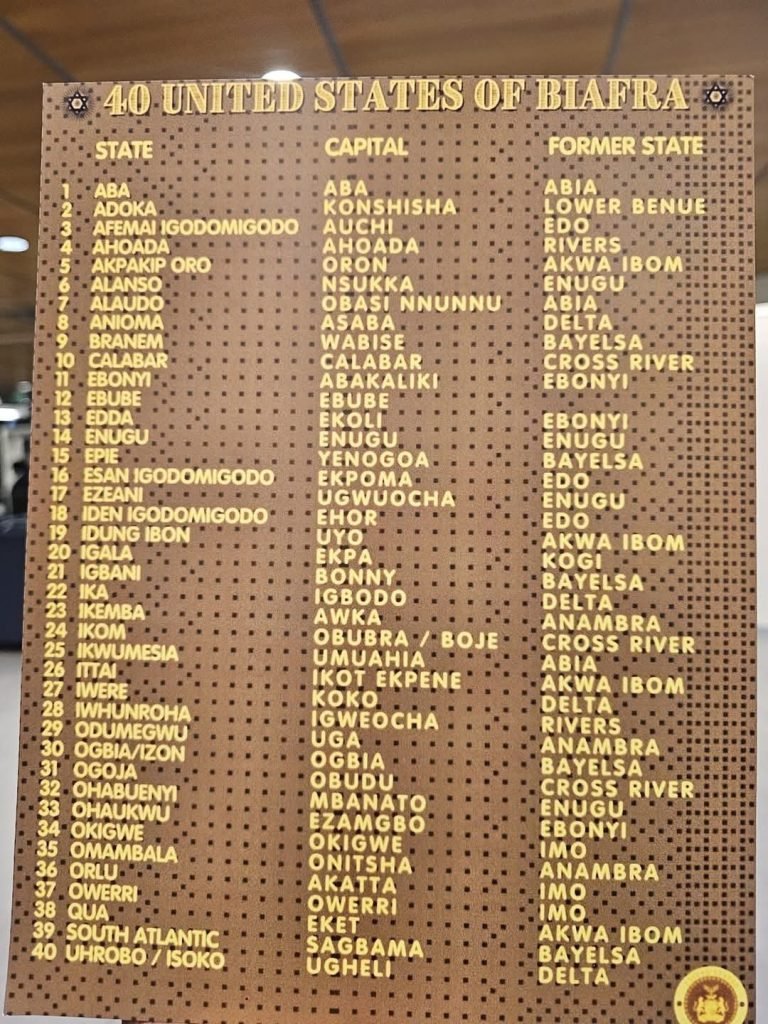 40 UNITED STATES OF BIAFRA
STATE CAPITAL FORMER STATE
1 ABA ABA ABIA
2 ADOKA KONSHISHA LOWER BENUE
3 AFEMAI IGODOMIGODO AUCHI EDO
4 AHOADA AHOADA RIVERS
5 AKPAKIP ORO ORON AKWA IBOM
6 ALANSO NSUKKA ENUGU
7 ALAUDO OBASI NNUNNU ABIA
8 ANIOMA ASABA DELTA
9 BRANEM WABISE BAYELSA
10 CALABAR CALABAR CROSS RIVER
11 EBONYI ABAKALIKI EBONYI
12 EBUBE EBUBE
13 EDDA EKOLI EBONYI
14 ENUGU ENUGU ENUGU
15 EPIE YENOGOA BAYELSA
16 ESAN IGODOMIGODO EKPOMA EDO
17 EZEANI UGWUOCHA ENUGU
18 IDEN IGODOMIGODO EHOR EDO
19 IDUNG IBON UYO AKWA IBOM
20 IGALA EKPA KOGI
21 IGBANI BONNY BAYELSA
22 IKA IGBODO DELTA
23 IKEMBA AWKA ANAMBRA
24 IKOM OBUBRA / BOJE CROSS RIVER
25 IKWUMESIA UMUAHIA ABIA
26 ITTAI IKOT EKPENE AKWA IBOM
27 IWERE KOKO DELTA
28 IWHUNROHA IGWEOCHA RIVERS
29 ODUMEGWU UGA ANAMBRA
30 OGBIA/IZON OGBIA BAYELSA
31 OGOJA OBUDU CROSS RIVER
32 OHABUENYI MBANATO ENUGU
33 OHAUKWU EZAMGBO EBONYI
34 OKIGWE OKIGWE IMO
35 OMAMBALA ONITSHA ANAMBRA
36 ORLU AKATTA IMO
37 OWERRI OWERRI IMO
38 QUA EKET AKWA IBOM
39 SOUTH ATLANTIC SAGBAMA BAYELSA
40 UHROBO / ISOKO UGHELI DELTA